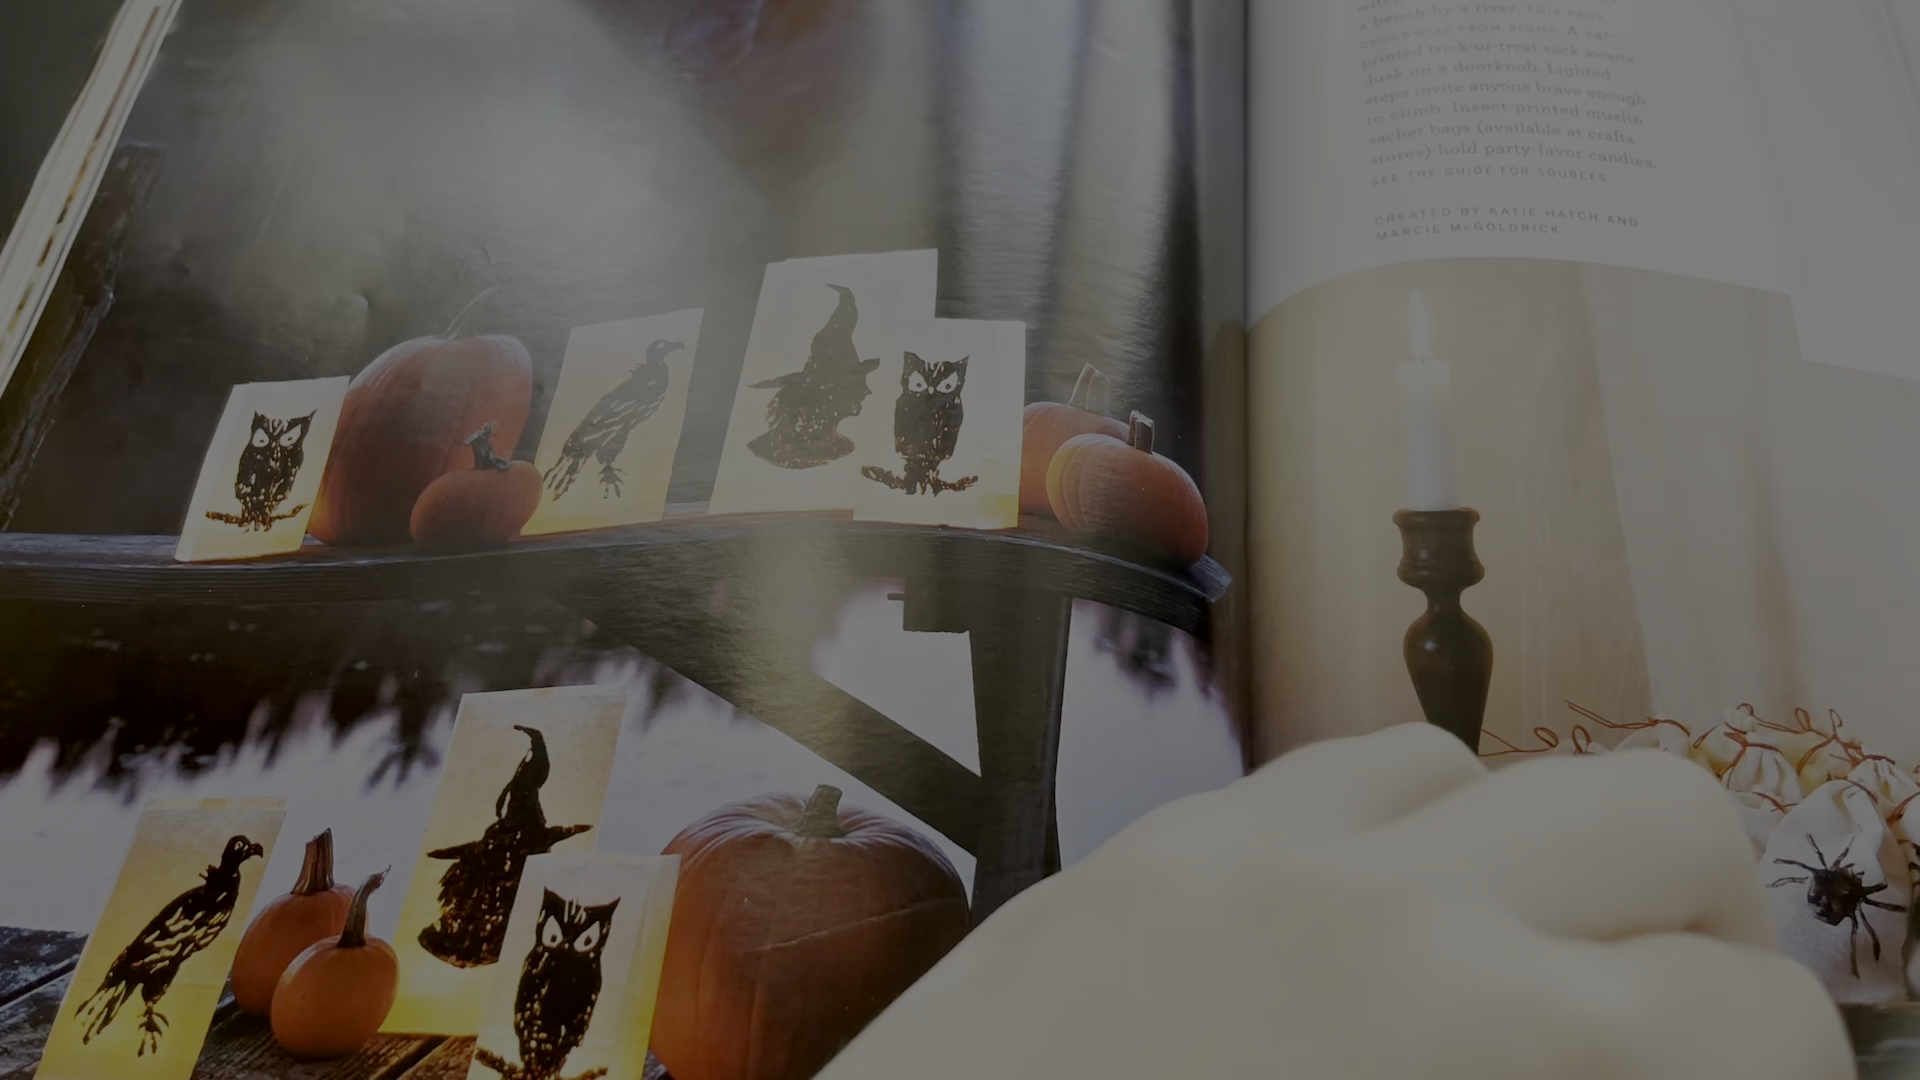 a bench by a river. THIS PAGE,
CLOCKWISE FROM RIGHT: A cat-
printed trick-or-treat sack awaits
dusk on a doorknob. Lighted
steps invite anyone brave enough
to climb. Insect-printed muslin
sachet bags (available at crafts
stores) hold party-favor candies.
SEE THE GUIDE FOR SOURCES.
CREATED BY KATIE HATCH AND
MARCIE McGOLDRICK